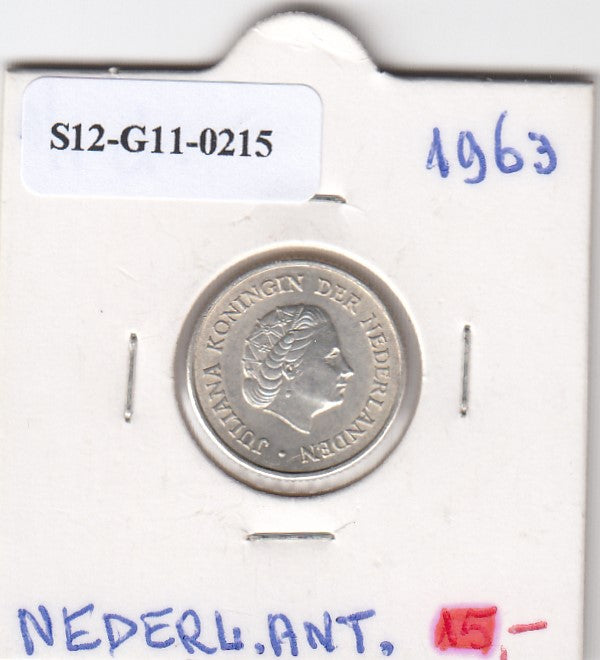 S12-G11-0215
1963
JULIANA KONINGIN DER NEDERLANDEN
NEDERL.ANT. 15,-